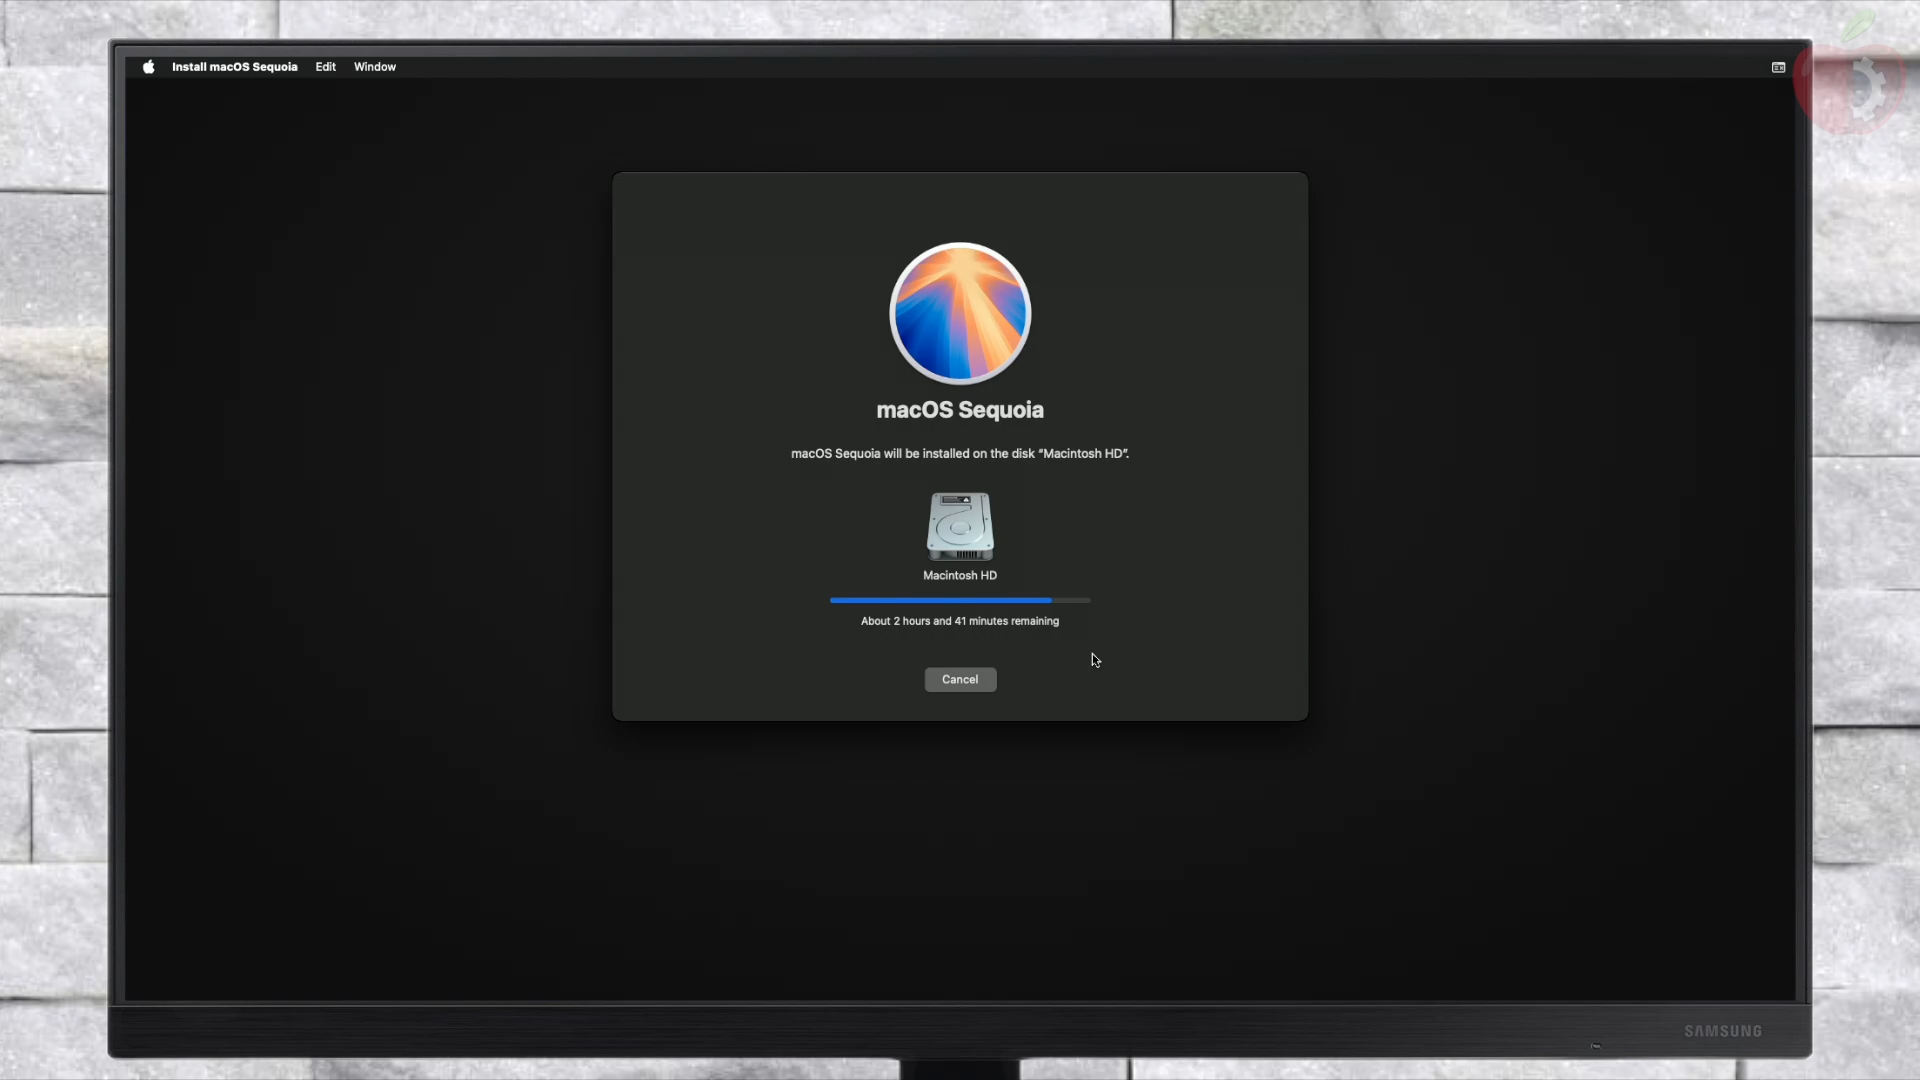 Install macOS Sequoia Edit Window
macOS Sequoia
macOS Sequoia will be installed on the disk “Macintosh HD”.
Macintosh HD
About 2 hours and 41 minutes remaining
Cancel
SAMSUNG